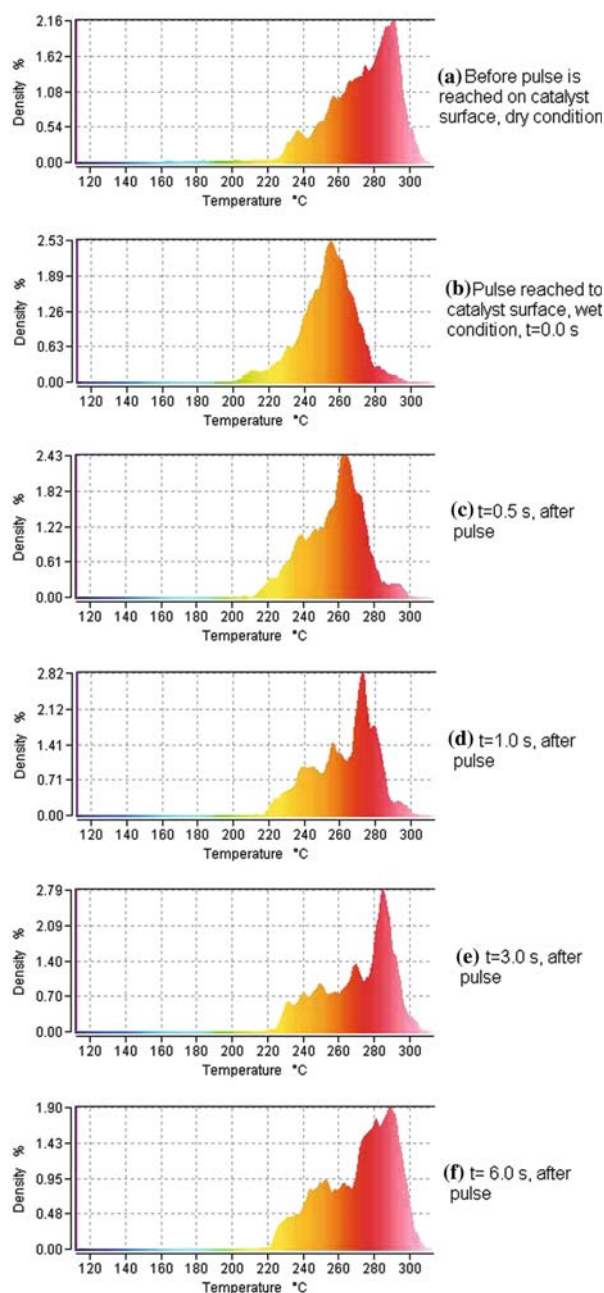 2.16
1.62
1.08
0.54
0.00
Density %
120 140 160 180 200 220 240 260 280 300
Temperature °C
(a) Before pulse is
reached on catalyst
surface, dry condition
2.53
1.89
1.26
0.63
0.00
Density %
120 140 160 180 200 220 240 260 280 300
Temperature °C
(b) Pulse reached to
catalyst surface, wet
condition, t=0.0 s
2.43
1.82
1.22
0.61
0.00
Density %
120 140 160 180 200 220 240 260 280 300
Temperature °C
(c) t=0.5 s, after
pulse
2.82
2.12
1.41
0.71
0.00
Density %
120 140 160 180 200 220 240 260 280 300
Temperature °C
(d) t=1.0 s, after
pulse
2.79
2.09
1.40
0.70
0.00
Density %
120 140 160 180 200 220 240 260 280 300
Temperature °C
(e) t=3.0 s, after
pulse
1.90
1.43
0.95
0.48
0.00
Density %
120 140 160 180 200 220 240 260 280 300
Temperature °C
(f) t= 6.0 s, after
pulse